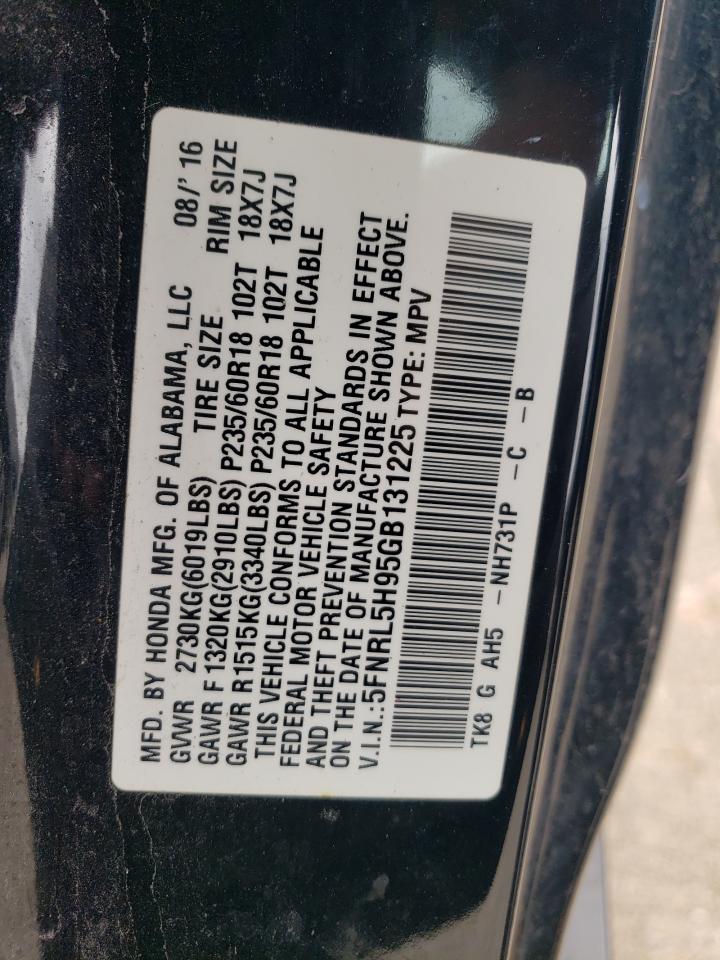 MFD. BY HONDA MFG. OF ALABAMA, LLC 08/' 16
GVWR 2730KG(6019LBS) TIRE SIZE RIM SIZE
GAWR F 1320KG(2910LBS) P235/60R18 102T 18X7J
GAWR R1515KG(3340LBS) P235/60R18 102T 18X7J
THIS VEHICLE CONFORMS TO ALL APPLICABLE
FEDERAL MOTOR VEHICLE SAFETY
AND THEFT PREVENTION STANDARDS IN EFFECT
ON THE DATE OF MANUFACTURE SHOWN ABOVE.
V.I.N.:5FNRL5H95GB131225 TYPE: MPV
TK8 G AH5 -NH731P -C -B